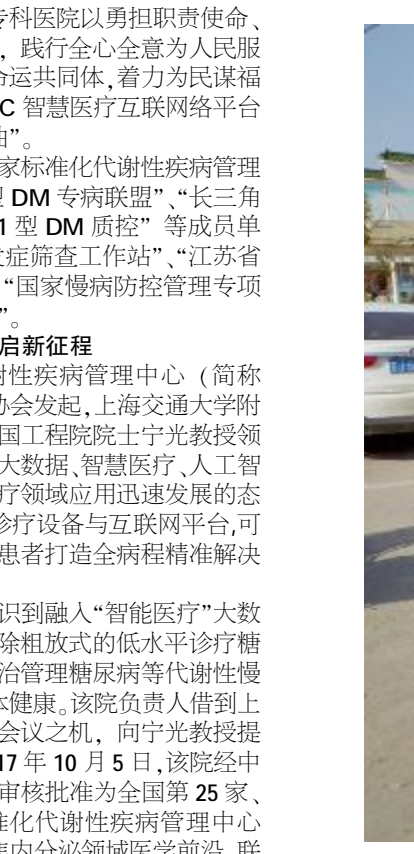 专科医院以勇担职责使命、
，践行全心全意为人民服
命运共同体,着力为民谋福
C 智慧医疗互联网络平台
由”。
家标准化代谢性疾病管理
型 DM 专病联盟”、“长三角
1 型 DM 质控” 等成员单
发症筛查工作站”、“江苏省
“国家慢病防控管理专项
”。
启新征程
谢性疾病管理中心（简称
协会发起,上海交通大学附
国工程院院士宁光教授领
大数据、智慧医疗、人工智
疗领域应用迅速发展的态
诊疗设备与互联网平台,可
患者打造全病程精准解决
识到融入“智能医疗”大数
除粗放式的低水平诊疗糖
治管理糖尿病等代谢性慢
体健康。该院负责人借到上
会议之机，向宁光教授提
17 年 10 月 5 日,该院经中
审核批准为全国第 25 家、
准化代谢性疾病管理中心
焦内分泌领域医学前沿,联